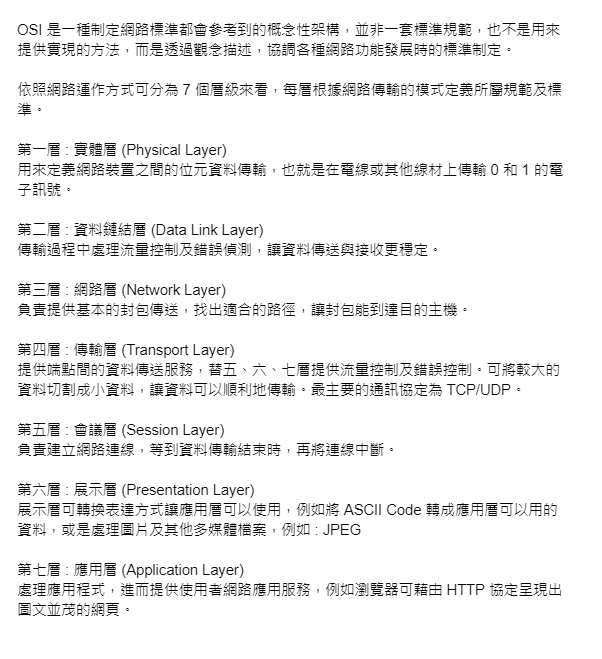 OSI 是一種制定網路標準都會參考到的概念性架構，並非一套標準規範，也不是用來
提供實現的方法，而是透過觀念描述，協調各種網路功能發展時的標準制定。
依照網路運作方式可分為 7 個層級來看，每層根據網路傳輸的模式定義所屬規範及標
準。
第一層 : 實體層 (Physical Layer)
用來定義網路裝置之間的位元資料傳輸，也就是在電線或其他線材上傳輸 0 和 1 的電
子訊號。
第二層 : 資料鏈結層 (Data Link Layer)
傳輸過程中處理流量控制及錯誤偵測，讓資料傳送與接收更穩定。
第三層 : 網路層 (Network Layer)
負責提供基本的封包傳送，找出適合的路徑，讓封包能到達目的主機。
第四層 : 傳輸層 (Transport Layer)
提供端點間的資料傳送服務，替五、六、七層提供流量控制及錯誤控制。可將較大的
資料切割成小資料，讓資料可以順利地傳輸。最主要的通訊協定為 TCP/UDP。
第五層 : 會議層 (Session Layer)
負責建立網路連線，等到資料傳輸結束時，再將連線中斷。
第六層 : 展示層 (Presentation Layer)
展示層可轉換表達方式讓應用層可以使用，例如將 ASCII Code 轉成應用層可以用的
資料，或是處理圖片及其他多媒體檔案，例如 : JPEG
第七層 : 應用層 (Application Layer)
處理應用程式，進而提供使用者網路應用服務，例如瀏覽器可藉由 HTTP 協定呈現出
圖文並茂的網頁。